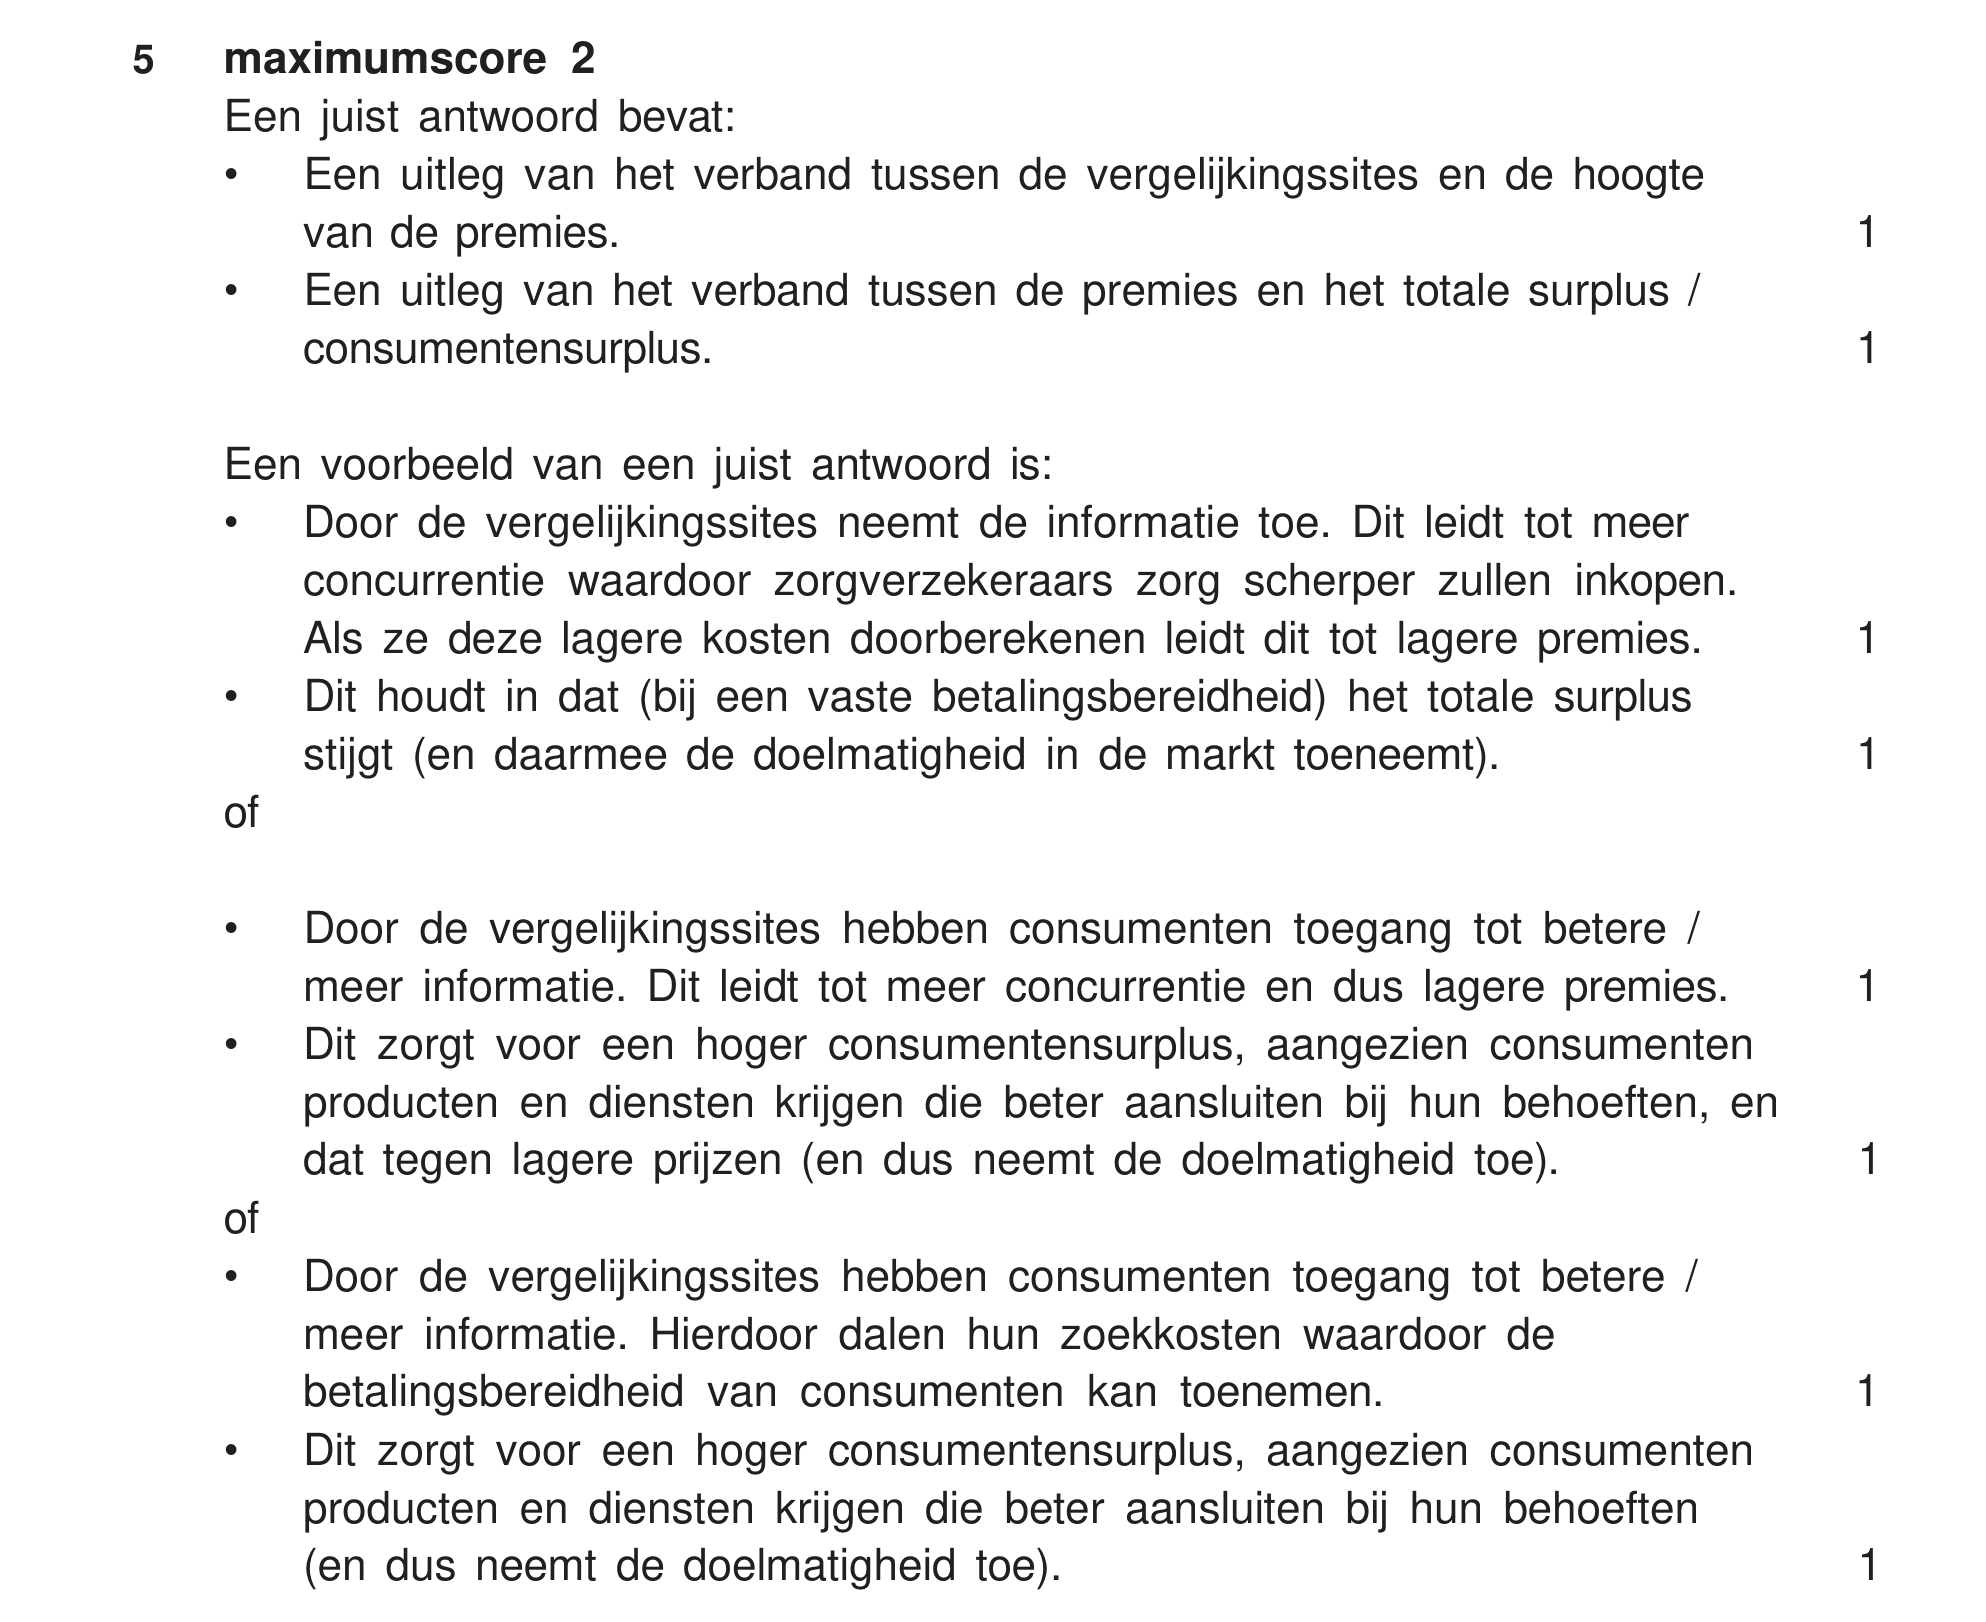 5 maximumscore 2
Een juist antwoord bevat:
• Een uitleg van het verband tussen de vergelijkingssites en de hoogte
van de premies. 1
• Een uitleg van het verband tussen de premies en het totale surplus /
consumentensurplus. 1
Een voorbeeld van een juist antwoord is:
• Door de vergelijkingssites neemt de informatie toe. Dit leidt tot meer
concurrentie waardoor zorgverzekeraars zorg scherper zullen inkopen.
Als ze deze lagere kosten doorberekenen leidt dit tot lagere premies. 1
• Dit houdt in dat (bij een vaste betalingsbereidheid) het totale surplus
stijgt (en daarmee de doelmatigheid in de markt toeneemt). 1
of
• Door de vergelijkingssites hebben consumenten toegang tot betere /
meer informatie. Dit leidt tot meer concurrentie en dus lagere premies. 1
• Dit zorgt voor een hoger consumentensurplus, aangezien consumenten
producten en diensten krijgen die beter aansluiten bij hun behoeften, en
dat tegen lagere prijzen (en dus neemt de doelmatigheid toe). 1
of
• Door de vergelijkingssites hebben consumenten toegang tot betere /
meer informatie. Hierdoor dalen hun zoekkosten waardoor de
betalingsbereidheid van consumenten kan toenemen. 1
• Dit zorgt voor een hoger consumentensurplus, aangezien consumenten
producten en diensten krijgen die beter aansluiten bij hun behoeften
(en dus neemt de doelmatigheid toe). 1